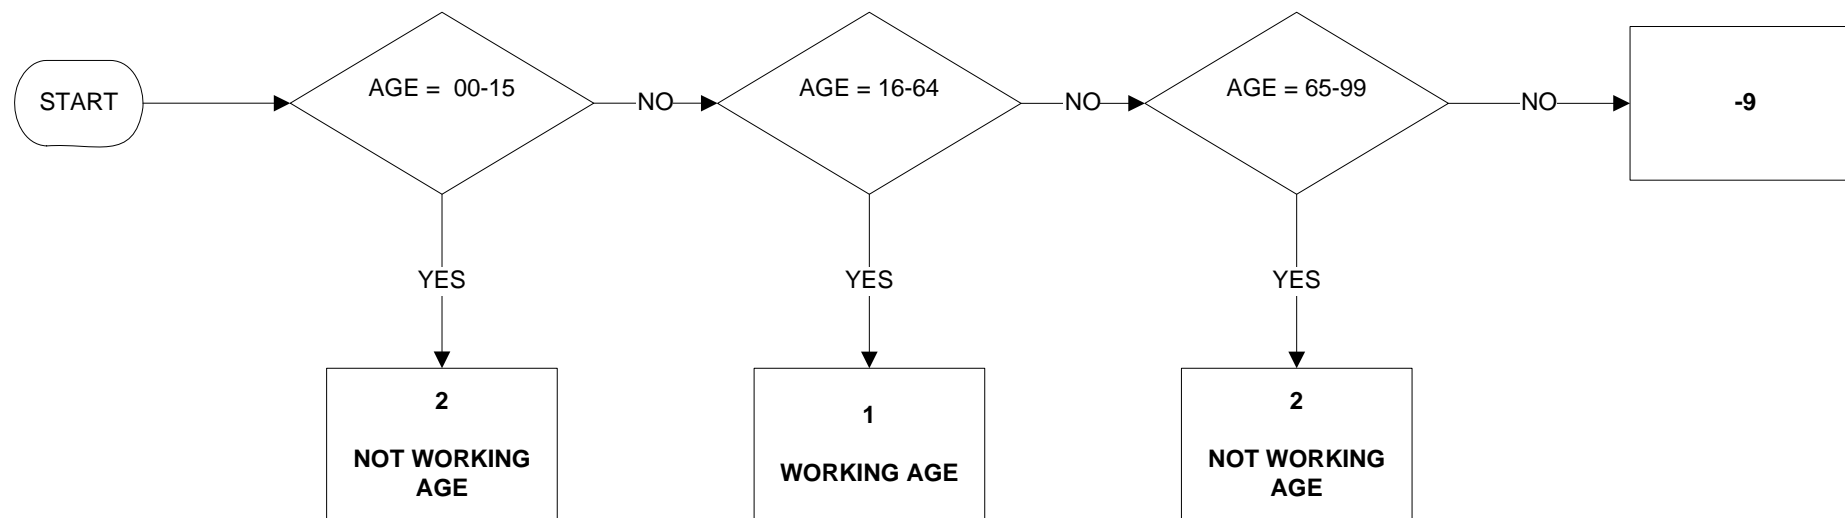 START
AGE =  00-15
NO
AGE = 16-64
NO
AGE = 65-99
NO
-9
YES
YES
YES
2
NOT WORKING
AGE
1
WORKING AGE
2
NOT WORKING
AGE